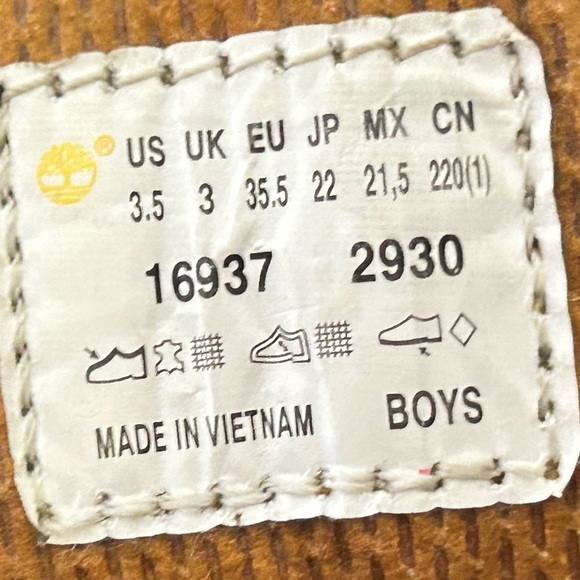 ® US UK EU JP MX CN
3.5 3 35.5 22 21,5 220(1)
16937 2930
MADE IN VIETNAM BOYS